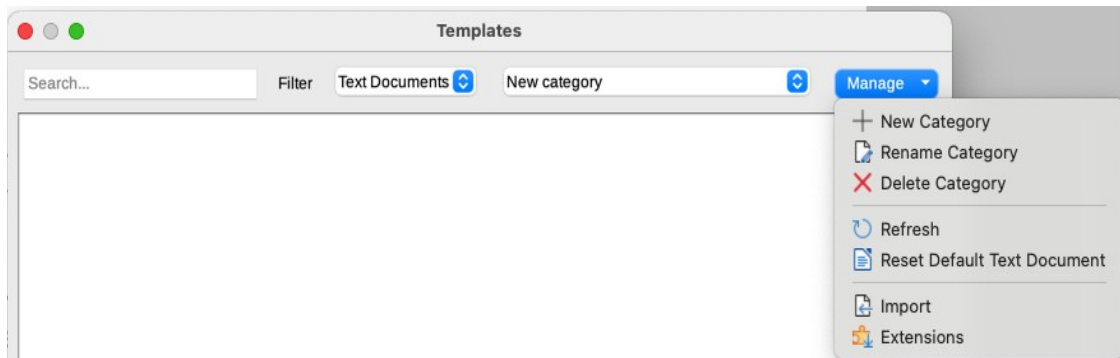 Templates
Search... Filter Text Documents New category Manage
New Category
Rename Category
Delete Category
Refresh
Reset Default Text Document
Import
Extensions